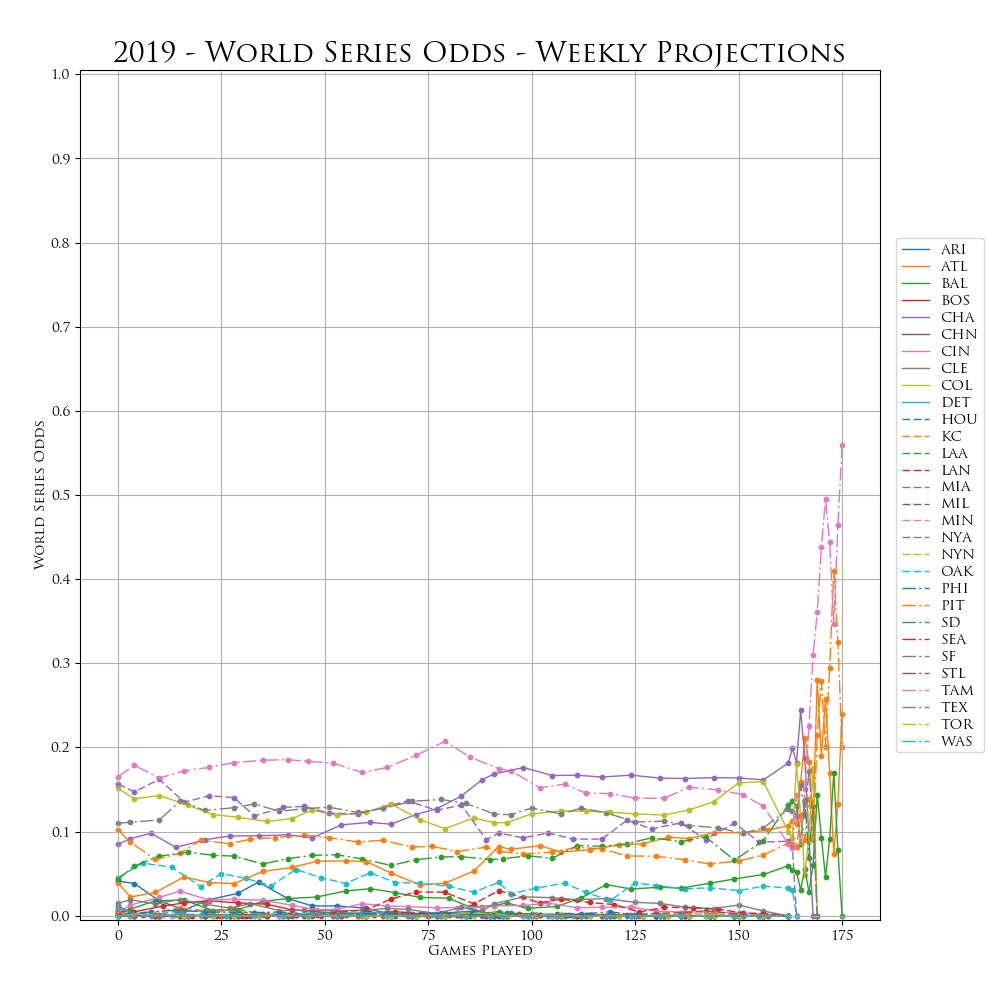 2019 - World Series Odds - Weekly Projections
1.0
0.9
0.8
0.7
0.6
0.5
0.4
0.3
0.2
0.1
0.0
World Series Odds
0 25 50 75 100 125 150 175
Games Played
ARI
ATL
BAL
BOS
CHA
CHN
CIN
CLE
COL
DET
HOU
KC
LAA
LAN
MIA
MIL
MIN
NYA
NYN
OAK
PHI
PIT
SD
SEA
SF
STL
TAM
TEX
TOR
WAS